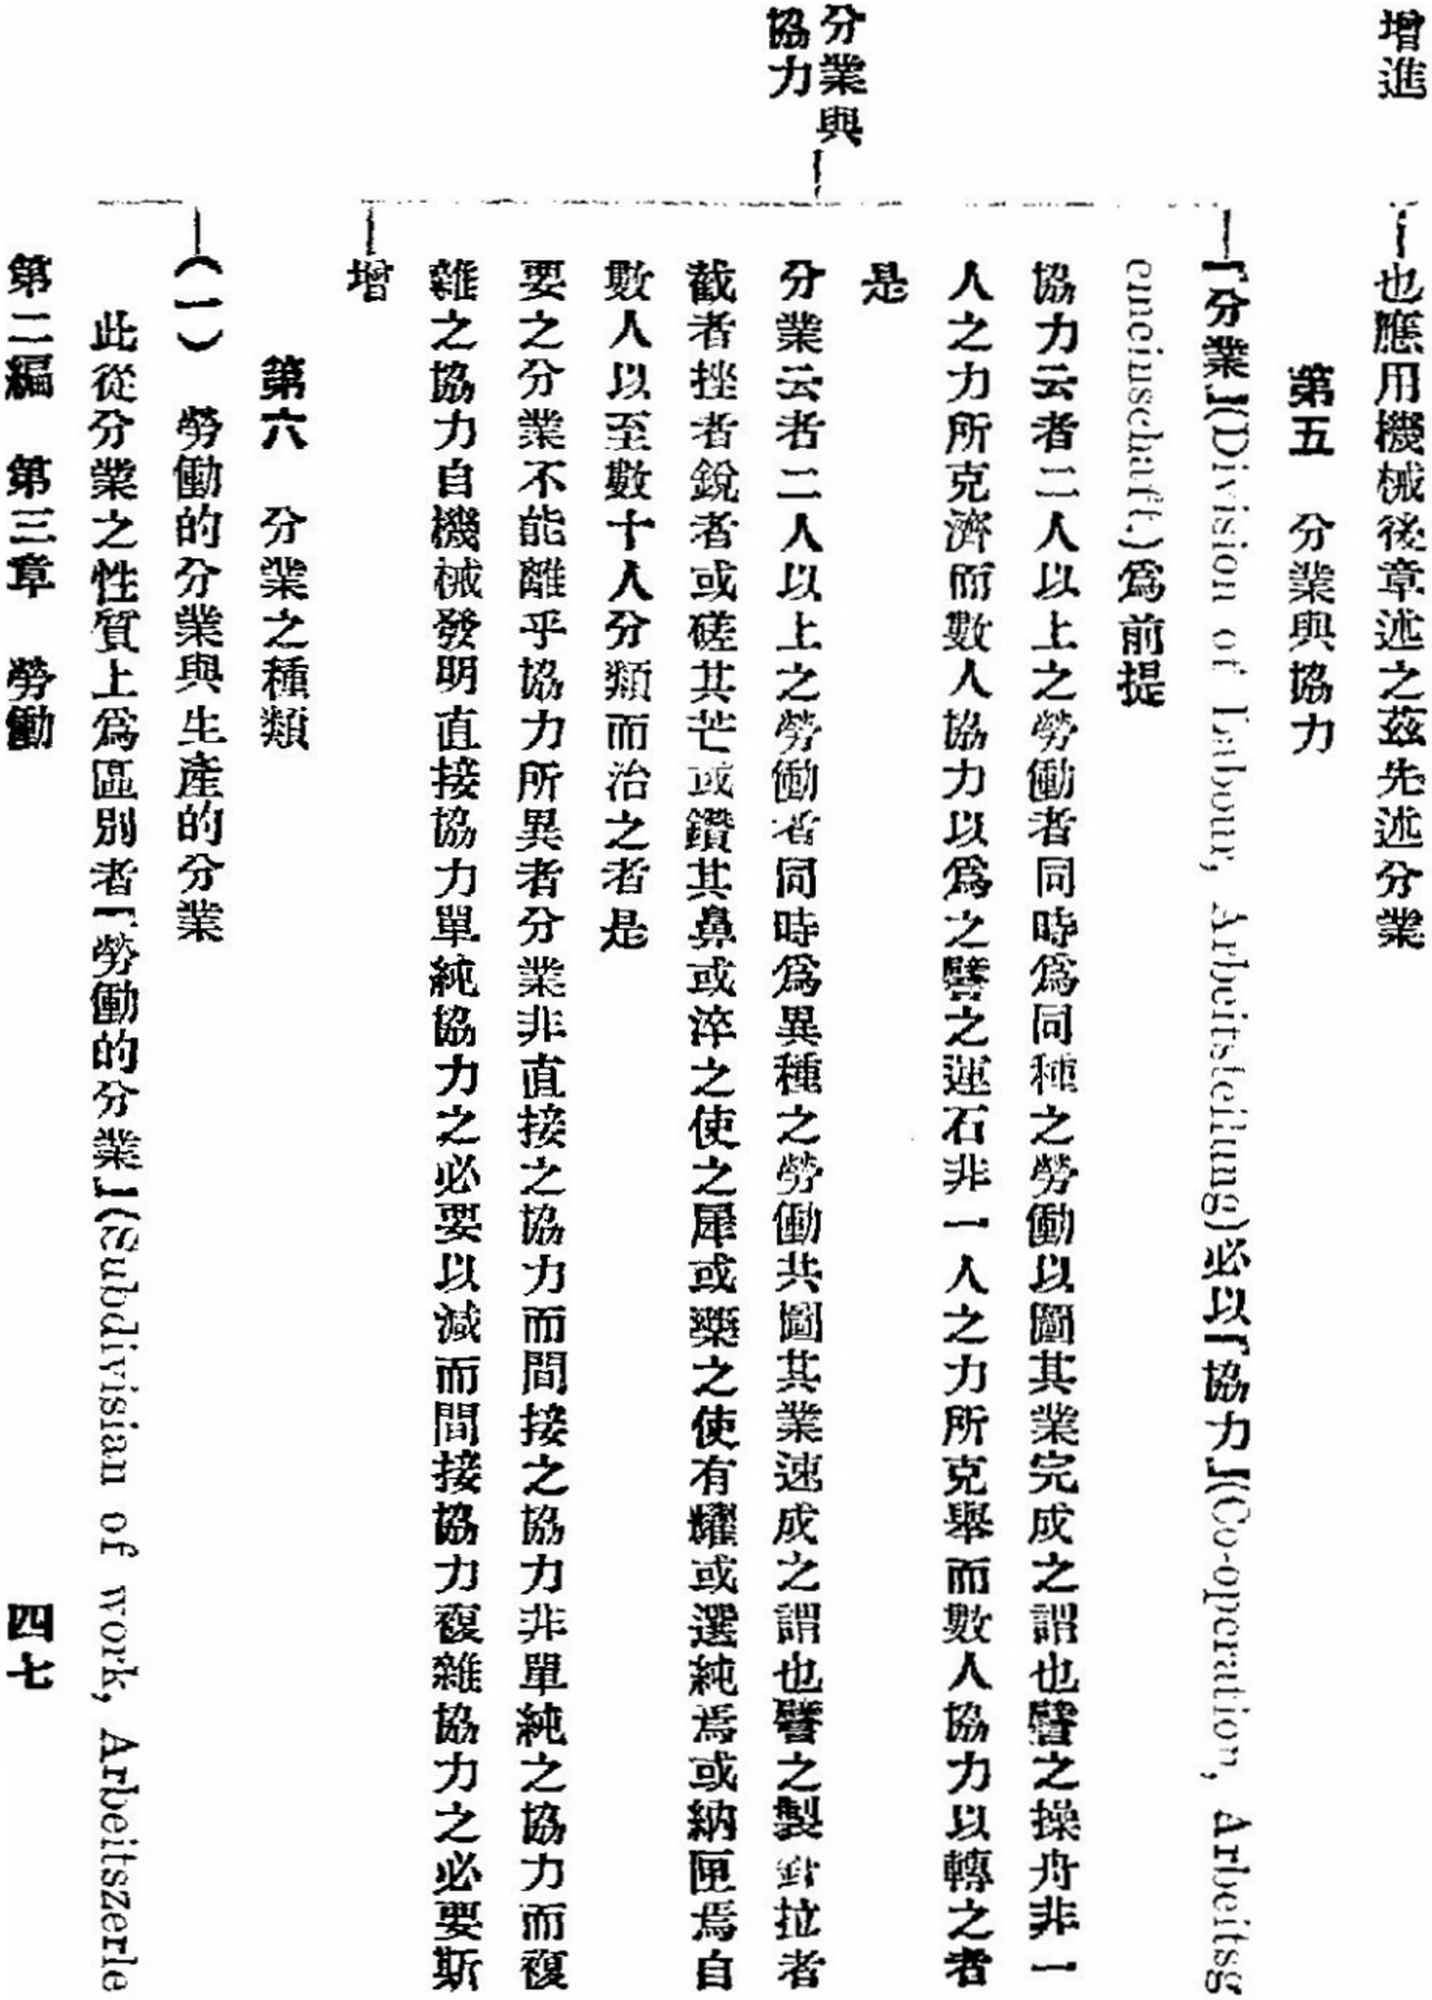 增進
也應用機械後章述之茲先述分業
第五 分業與協力
「分業」(Division of Labour, Arbeitsteilung)必以「協力」(Co-operation, Arbeitsg
emeinschaft.)爲前提
分業與
協力
協力云者二人以上之勞働者同時爲同種之勞働以圖其業完成之謂也譬之操舟非一
人之力所克濟而數人協力以爲之譬之運石非一人之力所克舉而數人協力以轉之者
是
分業云者二人以上之勞働者同時爲異種之勞働共圖其業速成之謂也譬之製針拉者
截者挫者銳者或磋其芒或鑽其鼻或淬之使之犀或藥之使有耀或選純焉或納匣焉自
數人以至數十人分類而治之者是
要之分業不能離乎協力所異者分業非直接之協力而間接之協力非單純之協力而複
雜之協力自機械發明直接協力單純協力之必要以減而間接協力複雜協力之必要斯
增
第六 分業之種類
(一) 勞働的分業與生產的分業
此從分業之性質上爲區別者「勞働的分業」(Subdivisian of work, Arbeitszerle
第二編 第三章 勞働 四七